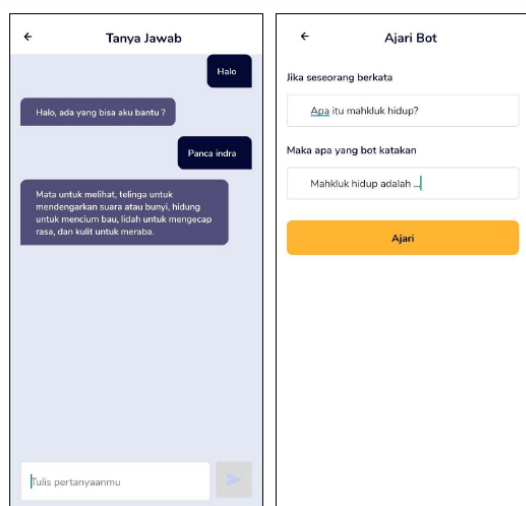 Tanya Jawab
Halo
Halo, ada yang bisa aku bantu ?
Panca indra
Mata untuk melihat, telinga untuk
mendengarkan suara atau bunyi, hidung
untuk mencium bau, lidah untuk mengecap
rasa, dan kulit untuk meraba.
Tulis pertanyaanmu
Ajari Bot
Jika seseorang berkata
Apa itu mahkluk hidup?
Maka apa yang bot katakan
Mahkluk hidup adalah ...
Ajari